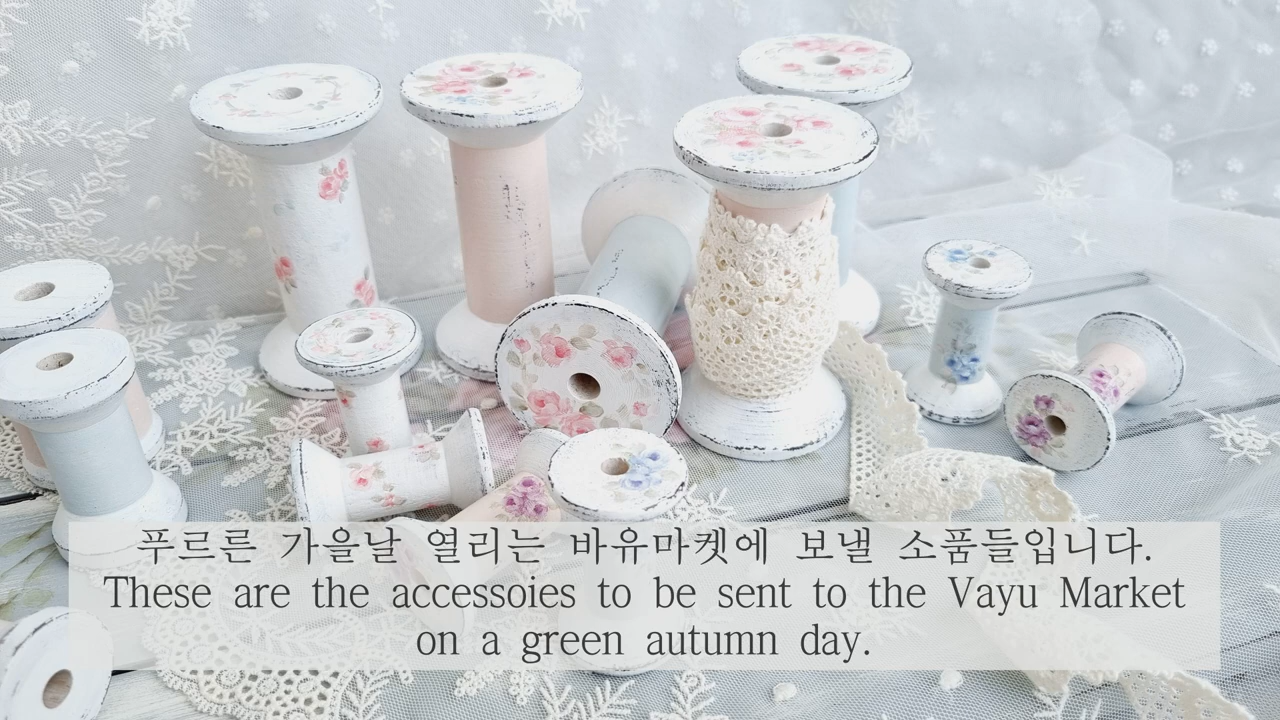 푸르른 가을날 열리는 바유마켓에 보낼 소품들입니다.
These are the accessoies to be sent to the Vayu Market
on a green autumn day.